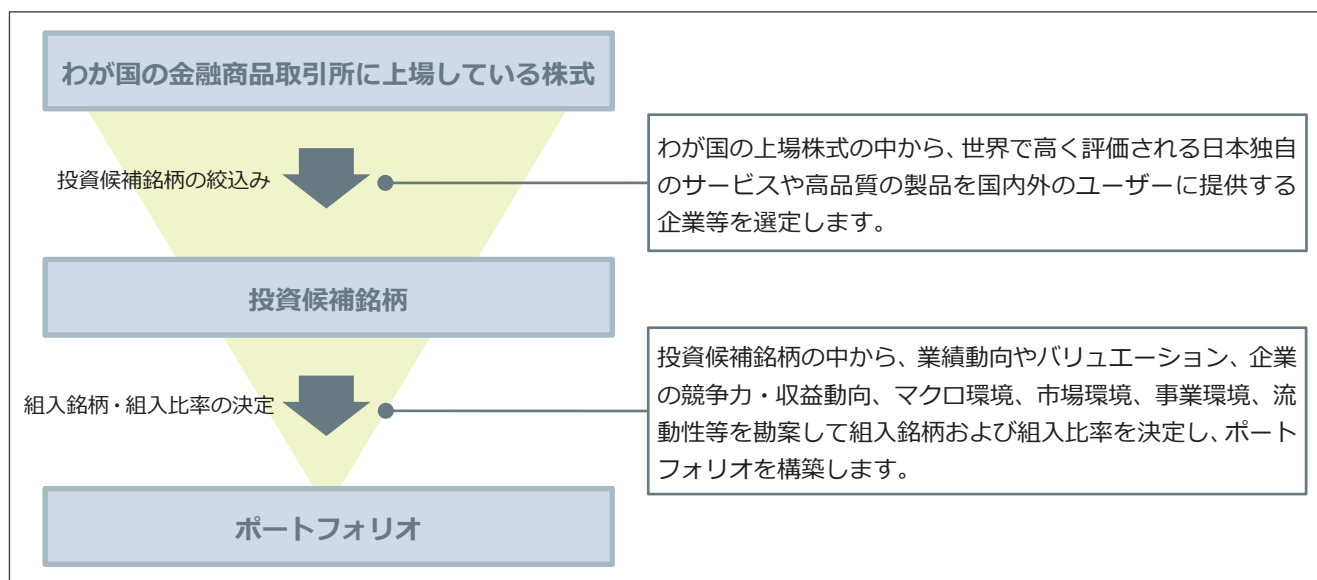 わが国の金融商品取引所に上場している株式
投資候補銘柄の絞込み
わが国の上場株式の中から、世界で高く評価される日本独自
のサービスや高品質の製品を国内外のユーザーに提供する
企業等を選定します。
投資候補銘柄
組入銘柄・組入比率の決定
投資候補銘柄の中から、業績動向やバリュエーション、企業
の競争力・収益動向、マクロ環境、市場環境、事業環境、流
動性等を勘案して組入銘柄および組入比率を決定し、ポート
フォリオを構築します。
ポートフォリオ